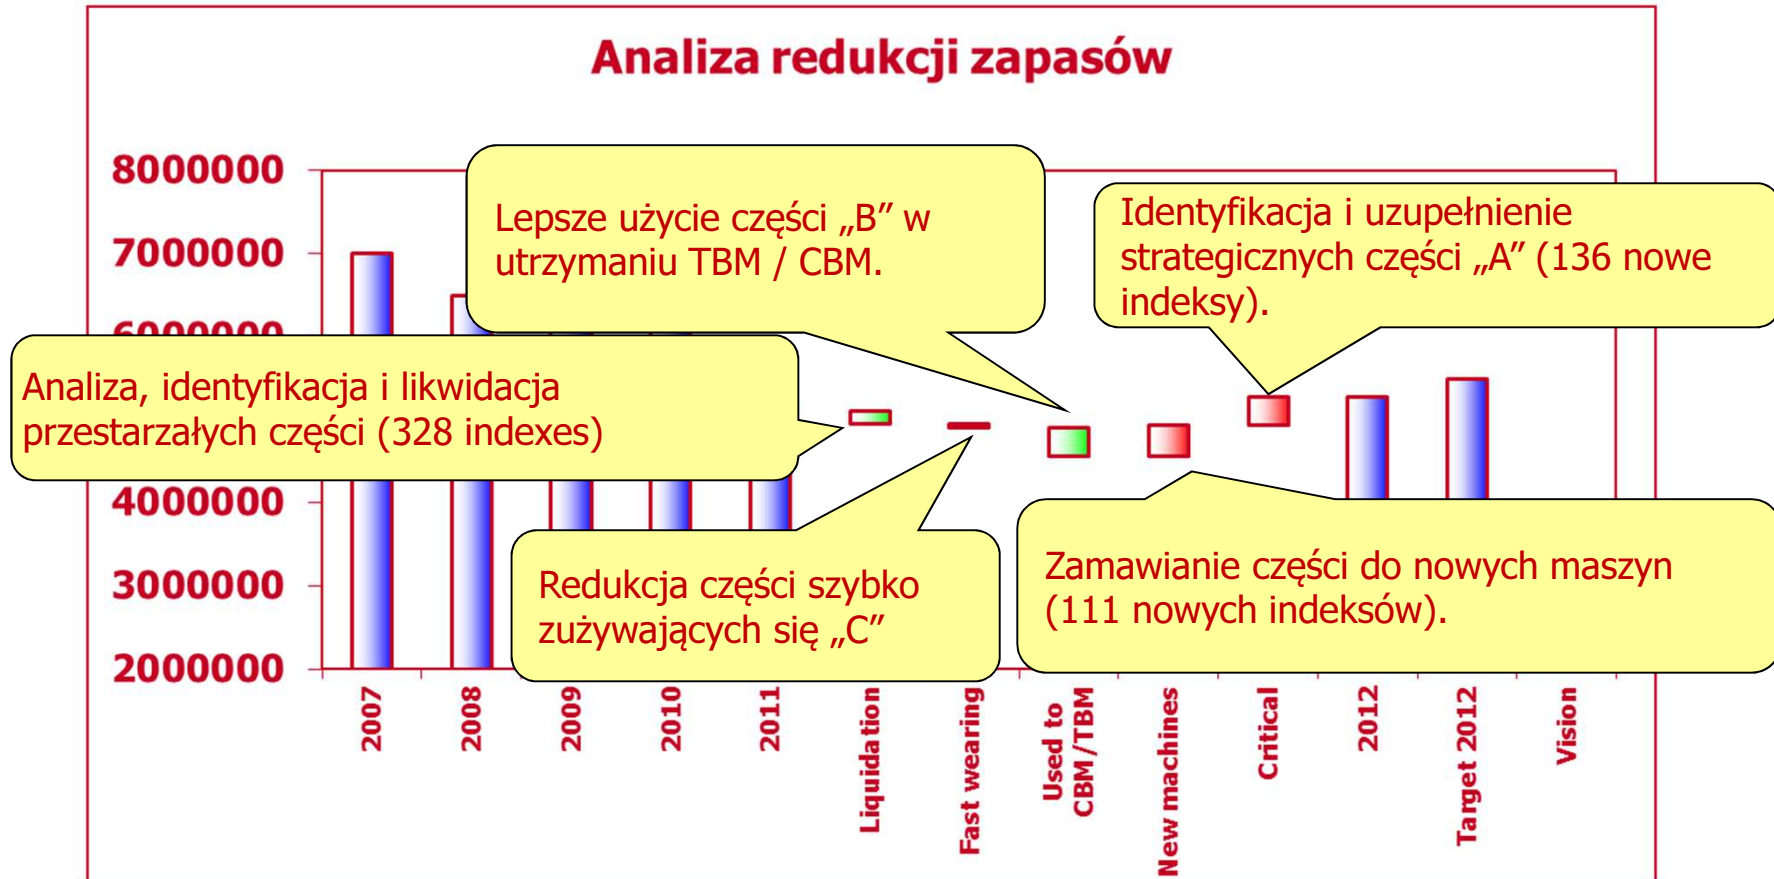 Analiza redukcji zapasów
8000000
7000000
6000000
4000000
3000000
2000000
Lepsze użycie części „B” w
utrzymaniu TBM / CBM.
Identyfikacja i uzupełnienie
strategicznych części „A” (136 nowe
indeksy).
Analiza, identyfikacja i likwidacja
przestarzałych części (328 indexes)
Redukcja części szybko
zużywających się „C”
Zamawianie części do nowych maszyn
(111 nowych indeksów).
2007
2008
2009
2010
2011
Liquidation
Fast wearing
Used to
CBM/TBM
New machines
Critical
2012
Target 2012
Vision